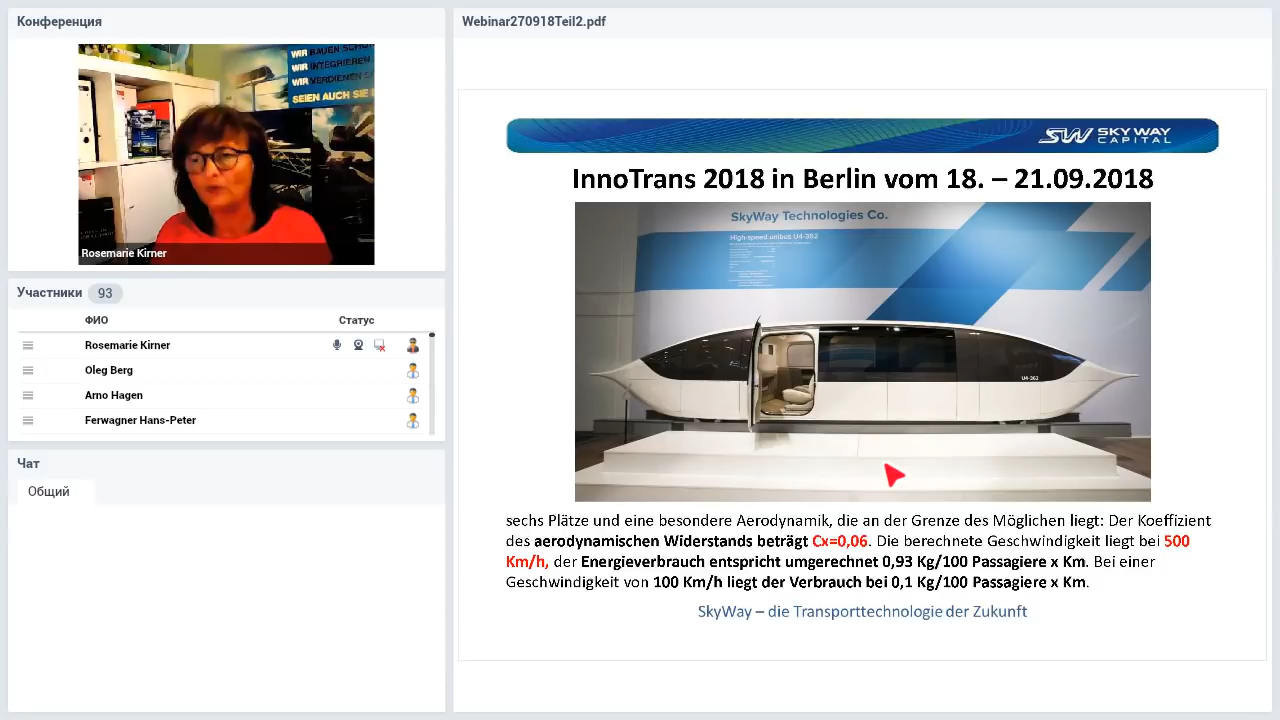 Конференция
WIR BAUEN SCHON
WIR INTEGRIEREN
WIR VERDIENEN
SEIEN AUCH SIE
Rosemarie Kirner
Участники 93
ФИО Статус
Rosemarie Kirner
Oleg Berg
Arno Hagen
Ferwagner Hans-Peter
Чат
Общий
Webinar270918Teil2.pdf
SW SKYWAY
CAPITAL
InnoTrans 2018 in Berlin vom 18. – 21.09.2018
SkyWay Technologies Co.
High-speed unibus U4-362
U4-362
sechs Plätze und eine besondere Aerodynamik, die an der Grenze des Möglichen liegt: Der Koeffizient
des aerodynamischen Widerstands beträgt Cx=0,06. Die berechnete Geschwindigkeit liegt bei 500
Km/h, der Energieverbrauch entspricht umgerechnet 0,93 Kg/100 Passagiere x Km. Bei einer
Geschwindigkeit von 100 Km/h liegt der Verbrauch bei 0,1 Kg/100 Passagiere x Km.
SkyWay – die Transporttechnologie der Zukunft